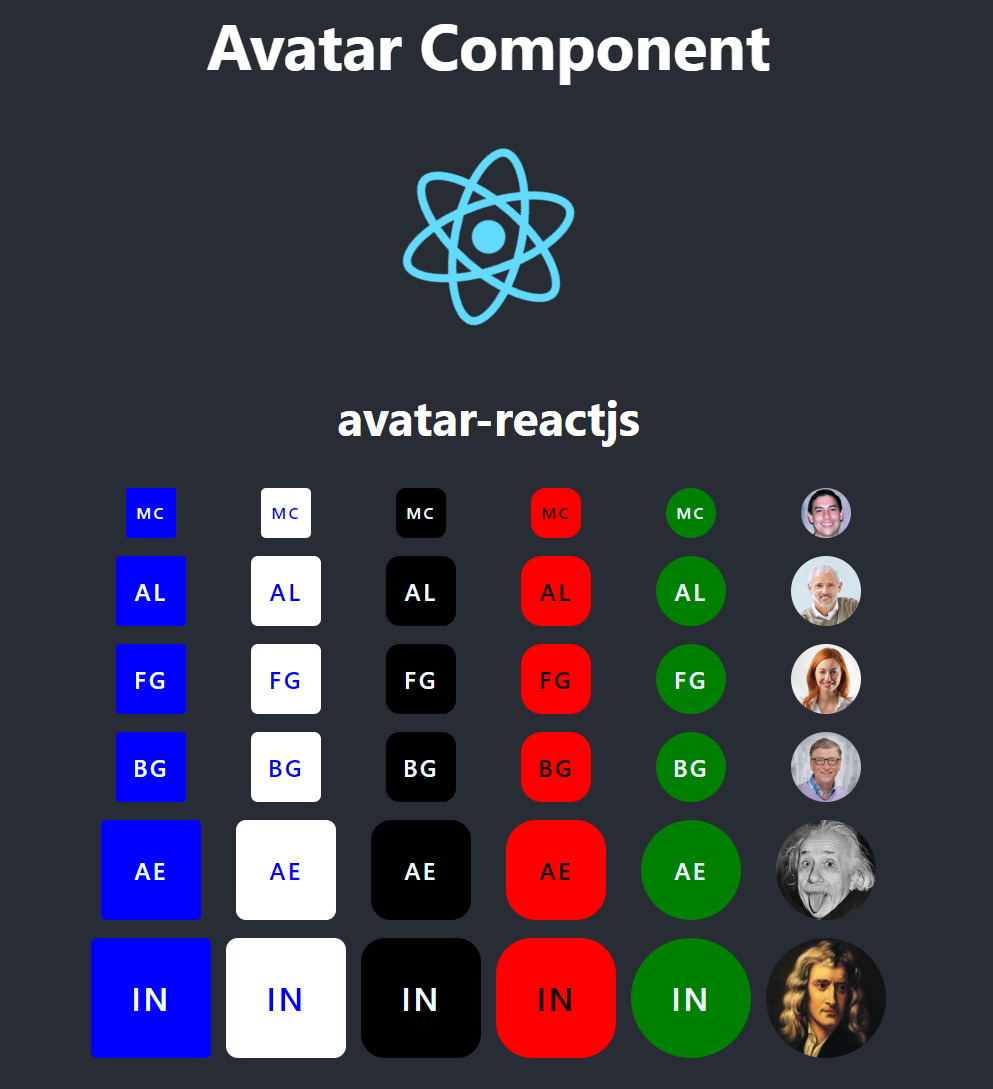 Avatar Component
avatar-reactjs
MC MC MC MC MC
AL AL AL AL AL
FG FG FG FG FG
BG BG BG BG BG
AE AE AE AE AE
IN IN IN IN IN